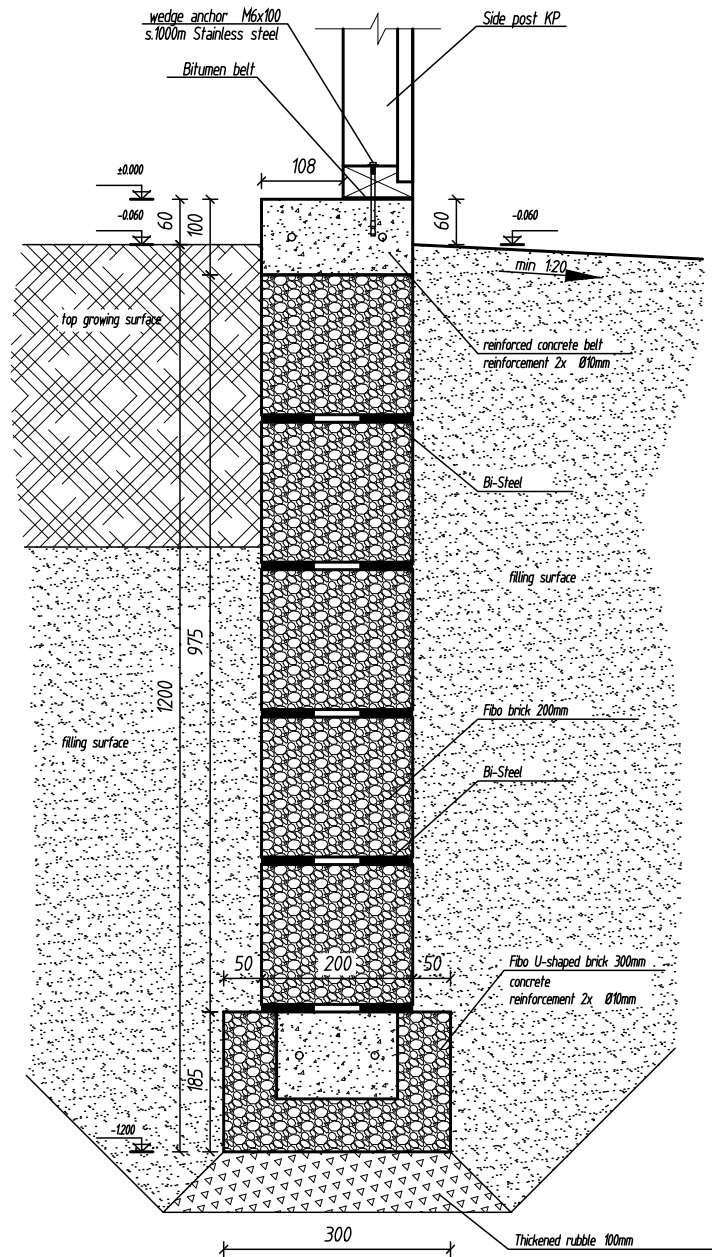 wedge anchor M6x100
s.1000m Stainless steel
Side post KP
Bitumen belt
108
±0.000
-0.060
60
100
60
-0.060
min 1:20
top growing surface
reinforced concrete belt
reinforcement 2x Ø10mm
Bi-Steel
filling surface
975
1200
Fibo brick 200mm
filling surface
Bi-Steel
50
200
50
Fibo U-shaped brick 300mm
concrete
reinforcement 2x Ø10mm
185
-1.200
300
Thickened rubble 100mm